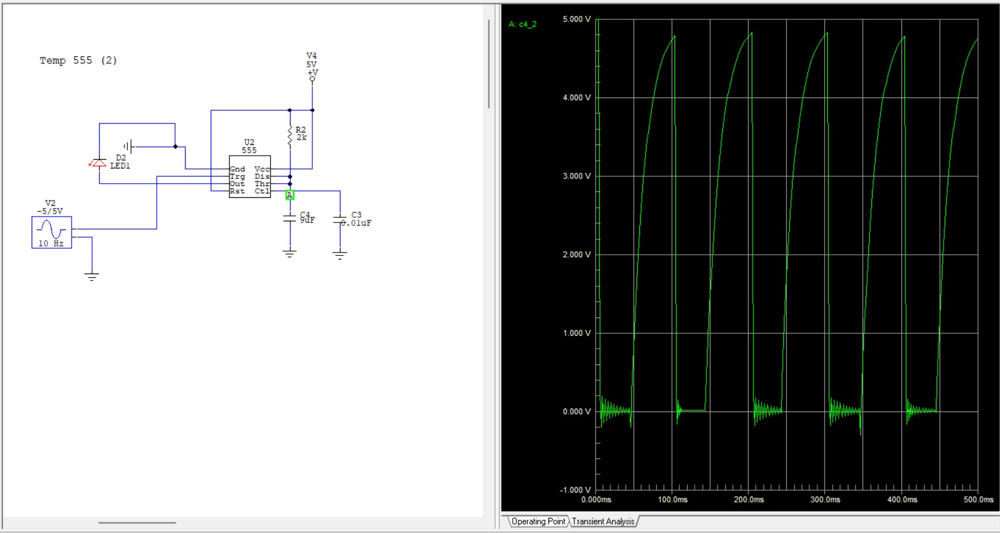 Temp 555 (2)
V4
5V
+V
R2
2k
U2
555
D2
LED1
Gnd Vcc
Trg Dis
Out Thr
Rst Ctl
A
V2
-5/5V
10 Hz
C4
9uF
C3
0.01uF
A: c4_2
5.000 V
4.000 V
3.000 V
2.000 V
1.000 V
0.000 V
-1.000 V
0.000ms 100.0ms 200.0ms 300.0ms 400.0ms 500.0ms
Operating Point Transient Analysis